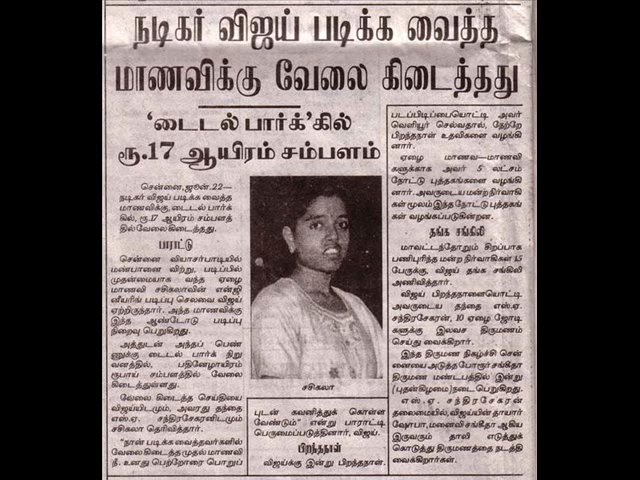 நடிகர் விஜய் படிக்க வைத்த
மாணவிக்கு வேலை கிடைத்தது
‘டைடல் பார்க்’கில்
ரூ.17 ஆயிரம் சம்பளம்
சென்னை, ஜூன். 22—
நடிகர் விஜய் படிக்க வைத்த
மாணவிக்கு, டைடல் பார்க்
கில், ரூ.17 ஆயிரம் சம்பளத்
தில் வேலை கிடைத்தது.
பாராட்டு
சென்னை வியாசர்பாடியில்
மண்பானை விற்று, படிப்பில்
முதன்மையாக வந்த ஏழை
மாணவி சசிகலாவின் என்ஜி
னீயரிங் படிப்பு செலவை விஜய்
ஏற்றிருந்தார். அந்த மாணவிக்கு
இந்த ஆண்டோடு படிப்பு
நிறைவு பெறுகிறது.
அத்துடன் அந்தப் பெண்
ணுக்கு டைடல் பார்க் நிறு
வனத்தில், பதினேழாயிரம்
ரூபாய் சம்பளத்தில் வேலை
கிடைத்துள்ளது.
வேலை கிடைத்த செய்தியை
விஜய்யிடமும், அவரது தந்தை
எஸ்.ஏ. சந்திரசேகரனிடமும்
சசிகலா தெரிவித்தார்.
“நான் படிக்க வைத்தவர்களில்
வேலை கிடைத்த முதல் மாணவி
நீ. உனது பெற்றோரை பொறுப்
சசிகலா
புடன் கவனித்துக் கொள்ள
வேண்டும்” என்று பாராட்டி
பெருமைப்படுத்தினார், விஜய்.
பிறந்தநாள்
விஜய்க்கு இன்று பிறந்தநாள்.
படப்பிடிப்பையொட்டி அவர்
வெளியூர் செல்வதால், நேற்றே
பிறந்தநாள் உதவிகளை வழங்கி
னார்.
ஏழை மாணவ—மாணவி
களுக்காக அவர் 5 லட்சம்
நோட்டு புத்தகங்களை வழங்கி
னார். அவருடைய மன்ற நிர்வாகி
கள் மூலம் இந்த நோட்டு புத்தகங்
கள் வழங்கப்படுகின்றன.
தங்க சங்கிலி
மாவட்டந்தோறும் சிறப்பாக
பணிபுரிந்த மன்ற நிர்வாகிகள் 15
பேருக்கு, விஜய் தங்க சங்கிலி
அணிவித்தார்.
விஜய் பிறந்தநாளையொட்டி
அவருடைய தந்தை எஸ்.ஏ.
சந்திரசேகரன், 10 ஏழை ஜோடி
களுக்கு இலவச திருமணம்
செய்து வைக்கிறார்.
இந்த திருமண நிகழ்ச்சி சென்
னையை அடுத்த போரூர் சங்கீதா
திருமண மண்டபத்தில் இன்று
(புதன்கிழமை) நடைபெறுகிறது.
எஸ்.ஏ. சந்திரசேகரன்
தலைமையில், விஜயின் தாயார்
ஷோபா, மனைவி சங்கீதா ஆகிய
இருவரும் தாலி எடுத்துக்
கொடுத்து திருமணத்தை நடத்தி
வைக்கிறார்கள்.